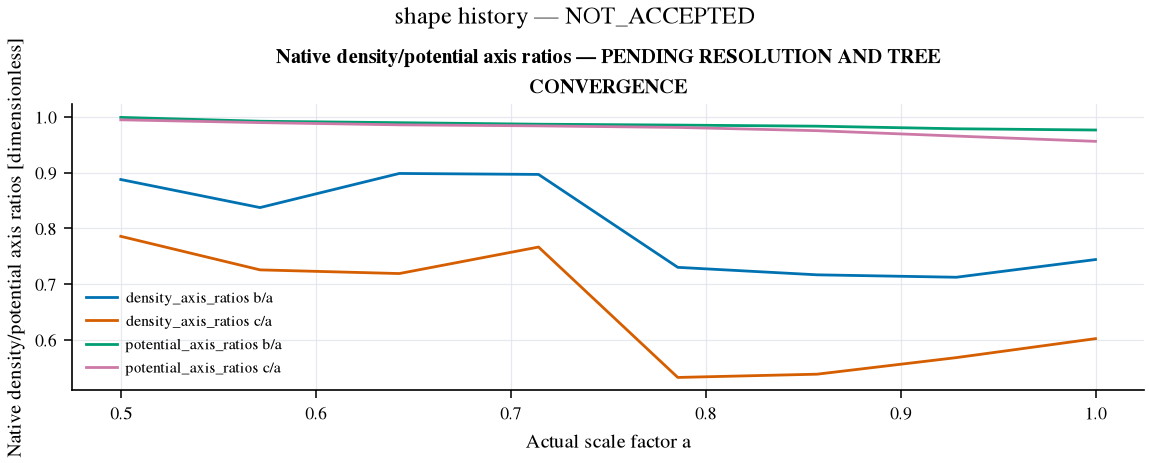 shape history — NOT_ACCEPTED
Native density/potential axis ratios — PENDING RESOLUTION AND TREE
CONVERGENCE
Native density/potential axis ratios [dimensionless]
1.0
0.9
0.8
0.7
0.6
density_axis_ratios b/a
density_axis_ratios c/a
potential_axis_ratios b/a
potential_axis_ratios c/a
0.5 0.6 0.7 0.8 0.9 1.0
Actual scale factor a